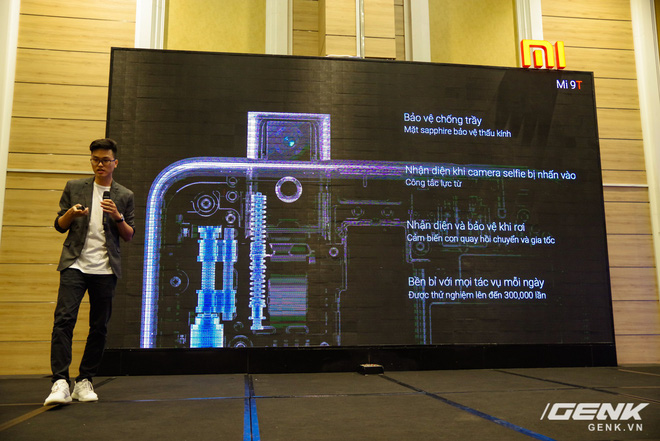 mi
Mi 9T
Bảo vệ chống trầy
Mặt sapphire bảo vệ thấu kính
Nhận diện khi camera selfie bị nhấn vào
Công tắc lực từ
Nhận diện và bảo vệ khi rơi
Cảm biến con quay hồi chuyển và gia tốc
Bền bỉ với mọi tác vụ mỗi ngày
Được thử nghiệm lên đến 300,000 lần
GENK
GENK.VN